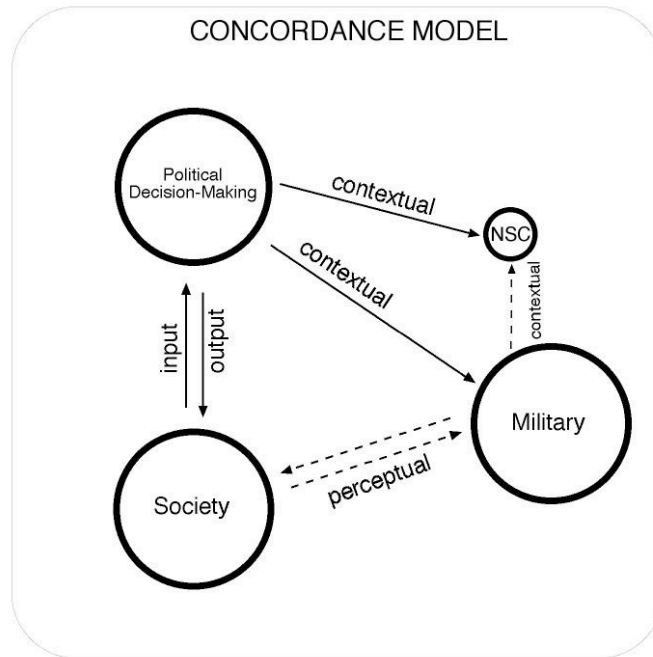 CONCORDANCE MODEL
Political
Decision-Making
contextual
NSC
contextual
contextual
input
output
Military
perceptual
Society